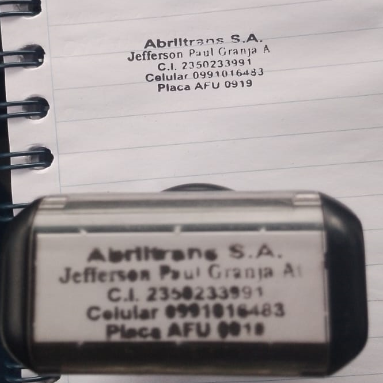 Abriltrans S.A.
Jefferson Paul Granja A
C.I. 2350233991
Celular 0991016483
Placa AFU 0919
Abriltrans S.A.
Jefferson Paul Granja A
C.I. 2350233991
Celular 0991016483
Placa AFU